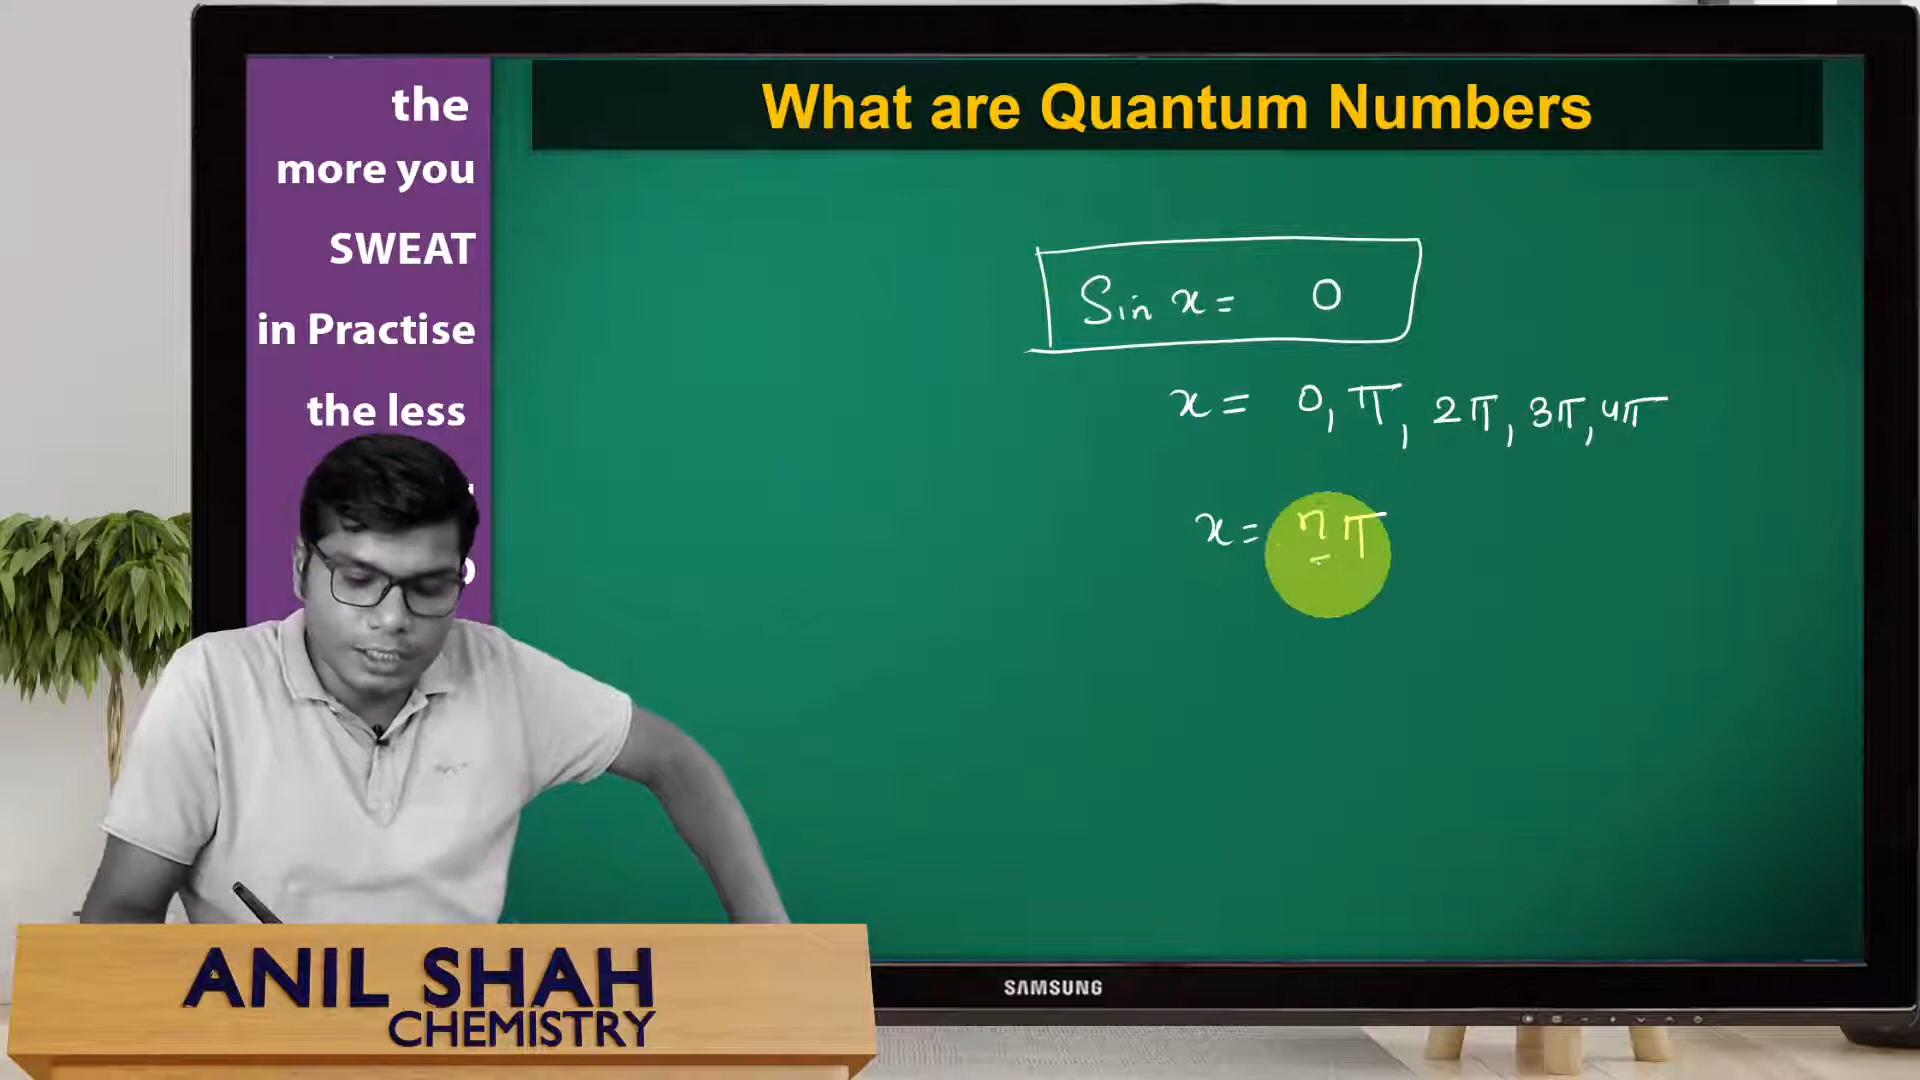 What are Quantum Numbers
the
more you
SWEAT
in Practise
the less
Sin x = 0
x = 0, π, 2π, 3π, 4π
x = nπ
ANIL SHAH
CHEMISTRY
SAMSUNG